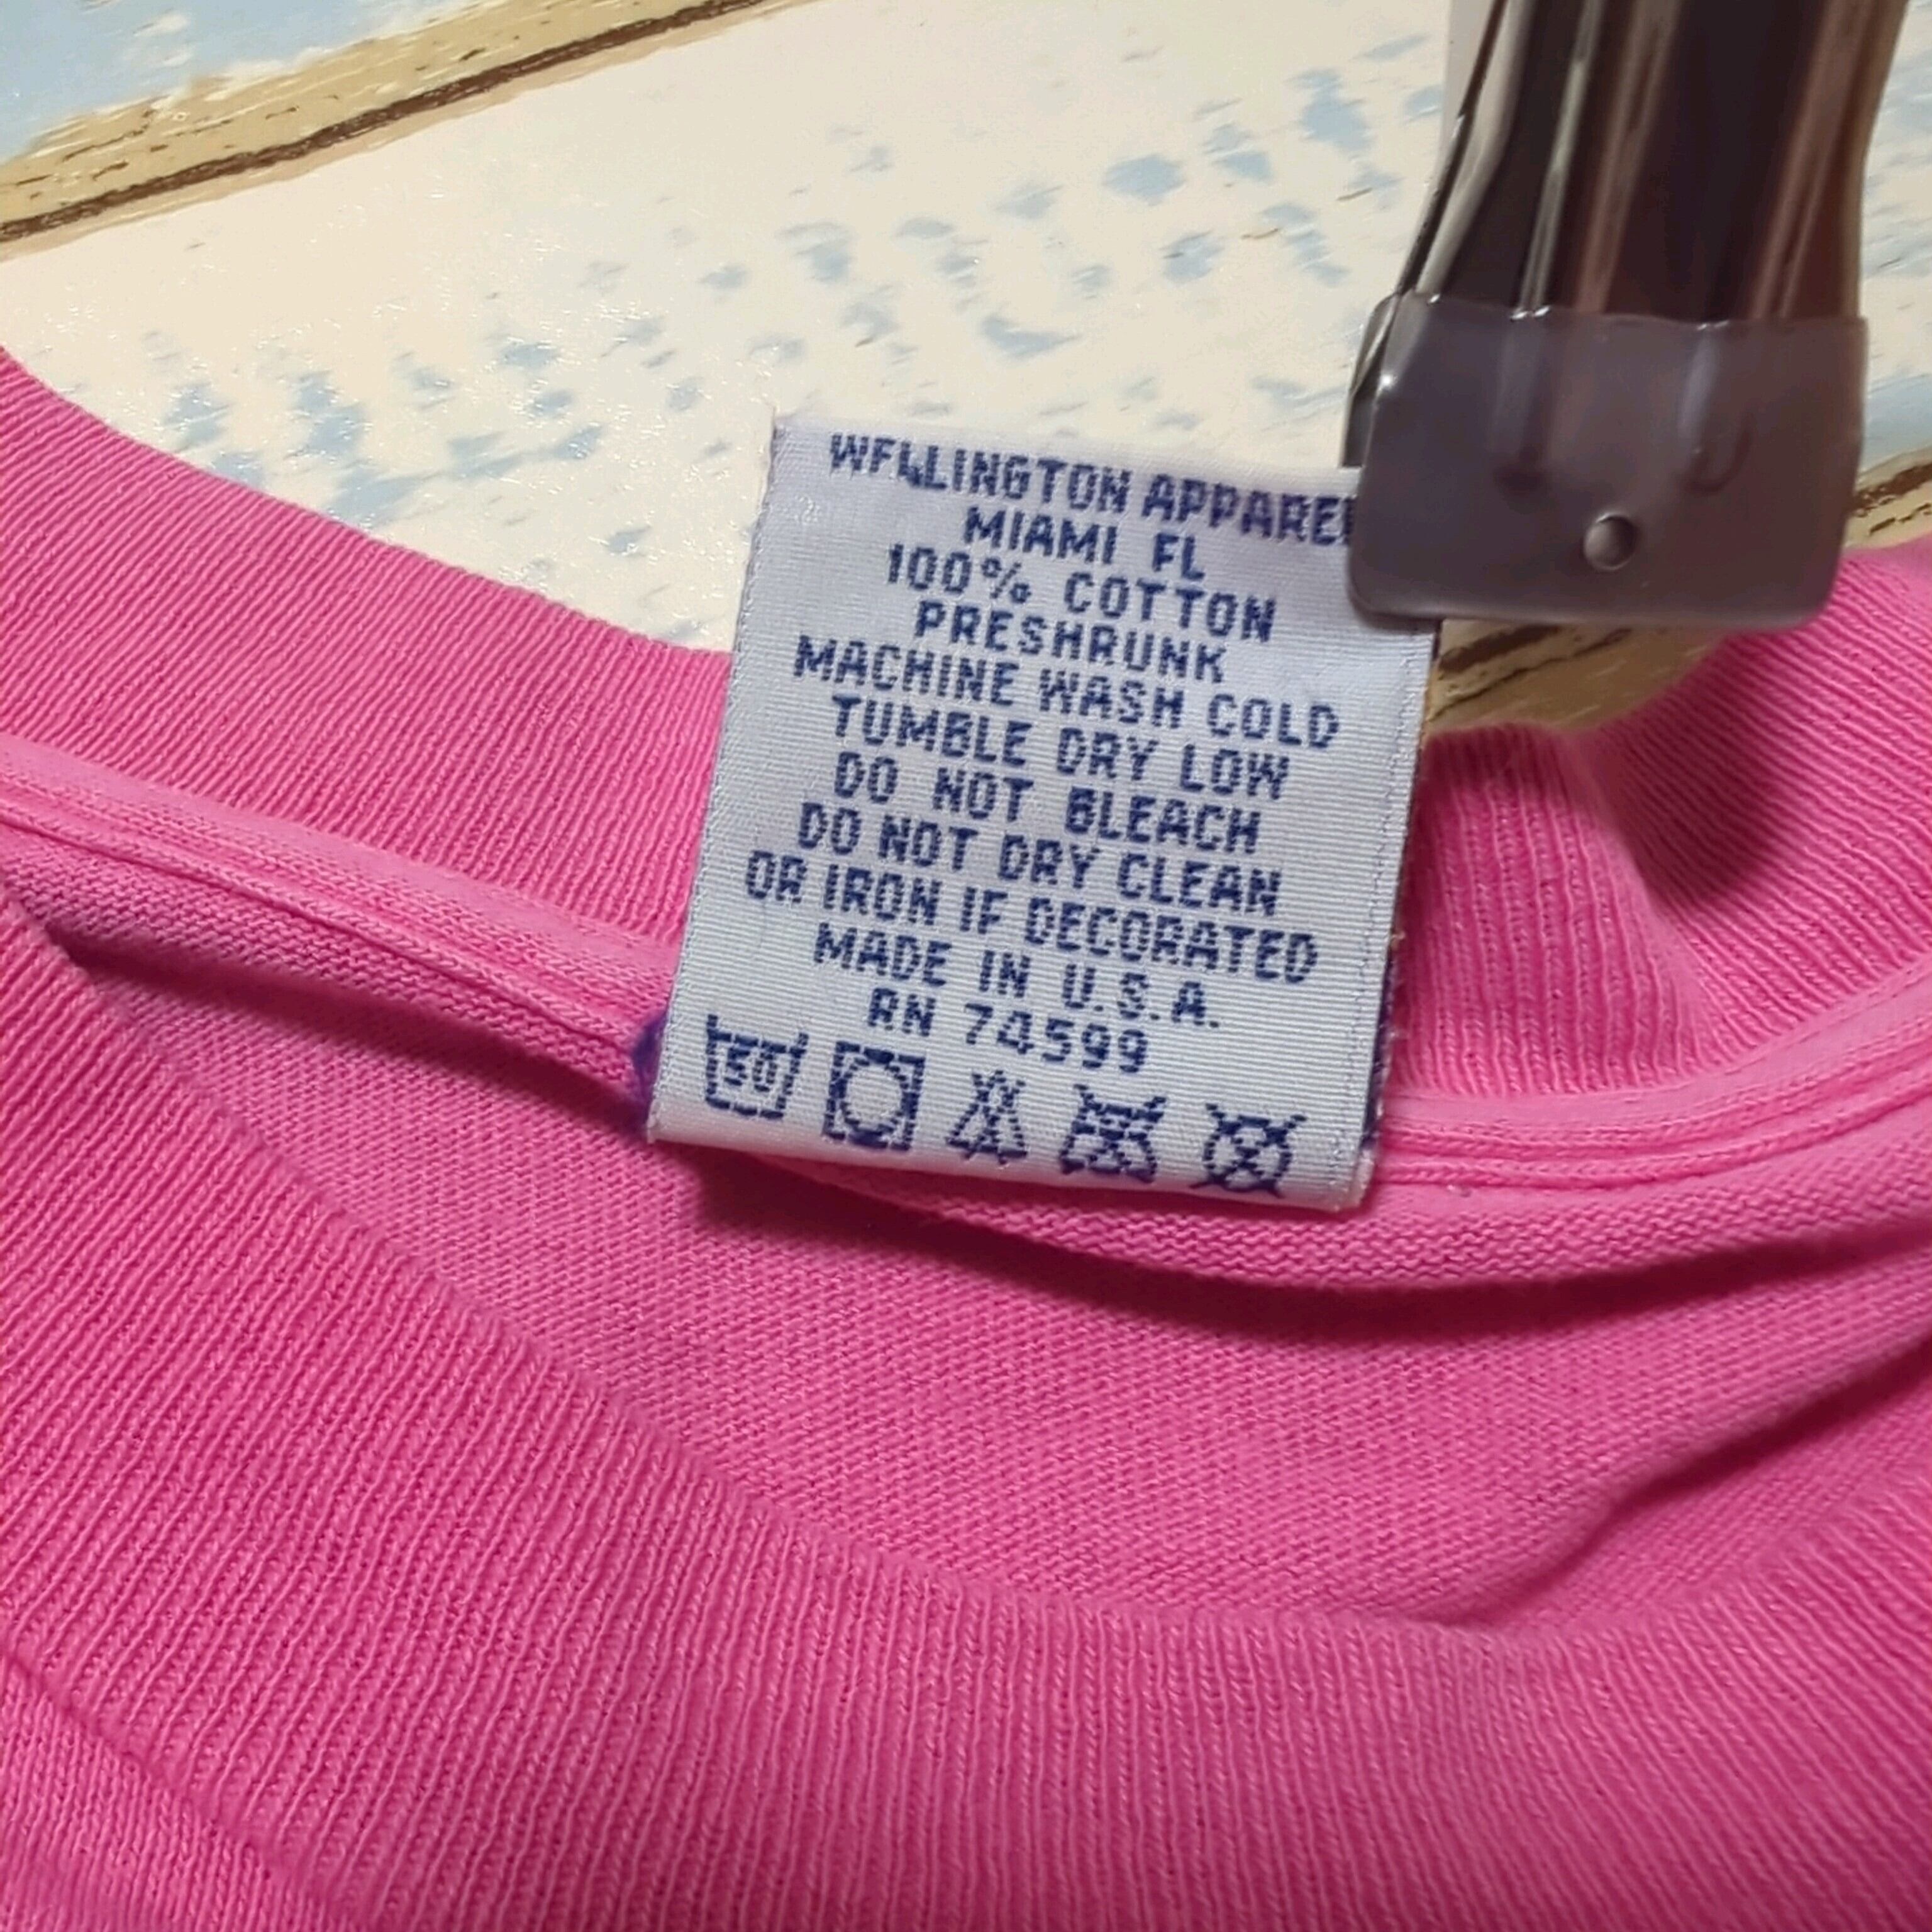 WELLINGTON APPAREL
MIAMI FL
100% COTTON
PRESHRUNK
MACHINE WASH COLD
TUMBLE DRY LOW
DO NOT BLEACH
DO NOT DRY CLEAN
OR IRON IF DECORATED
MADE IN U.S.A.
RN 74599
50